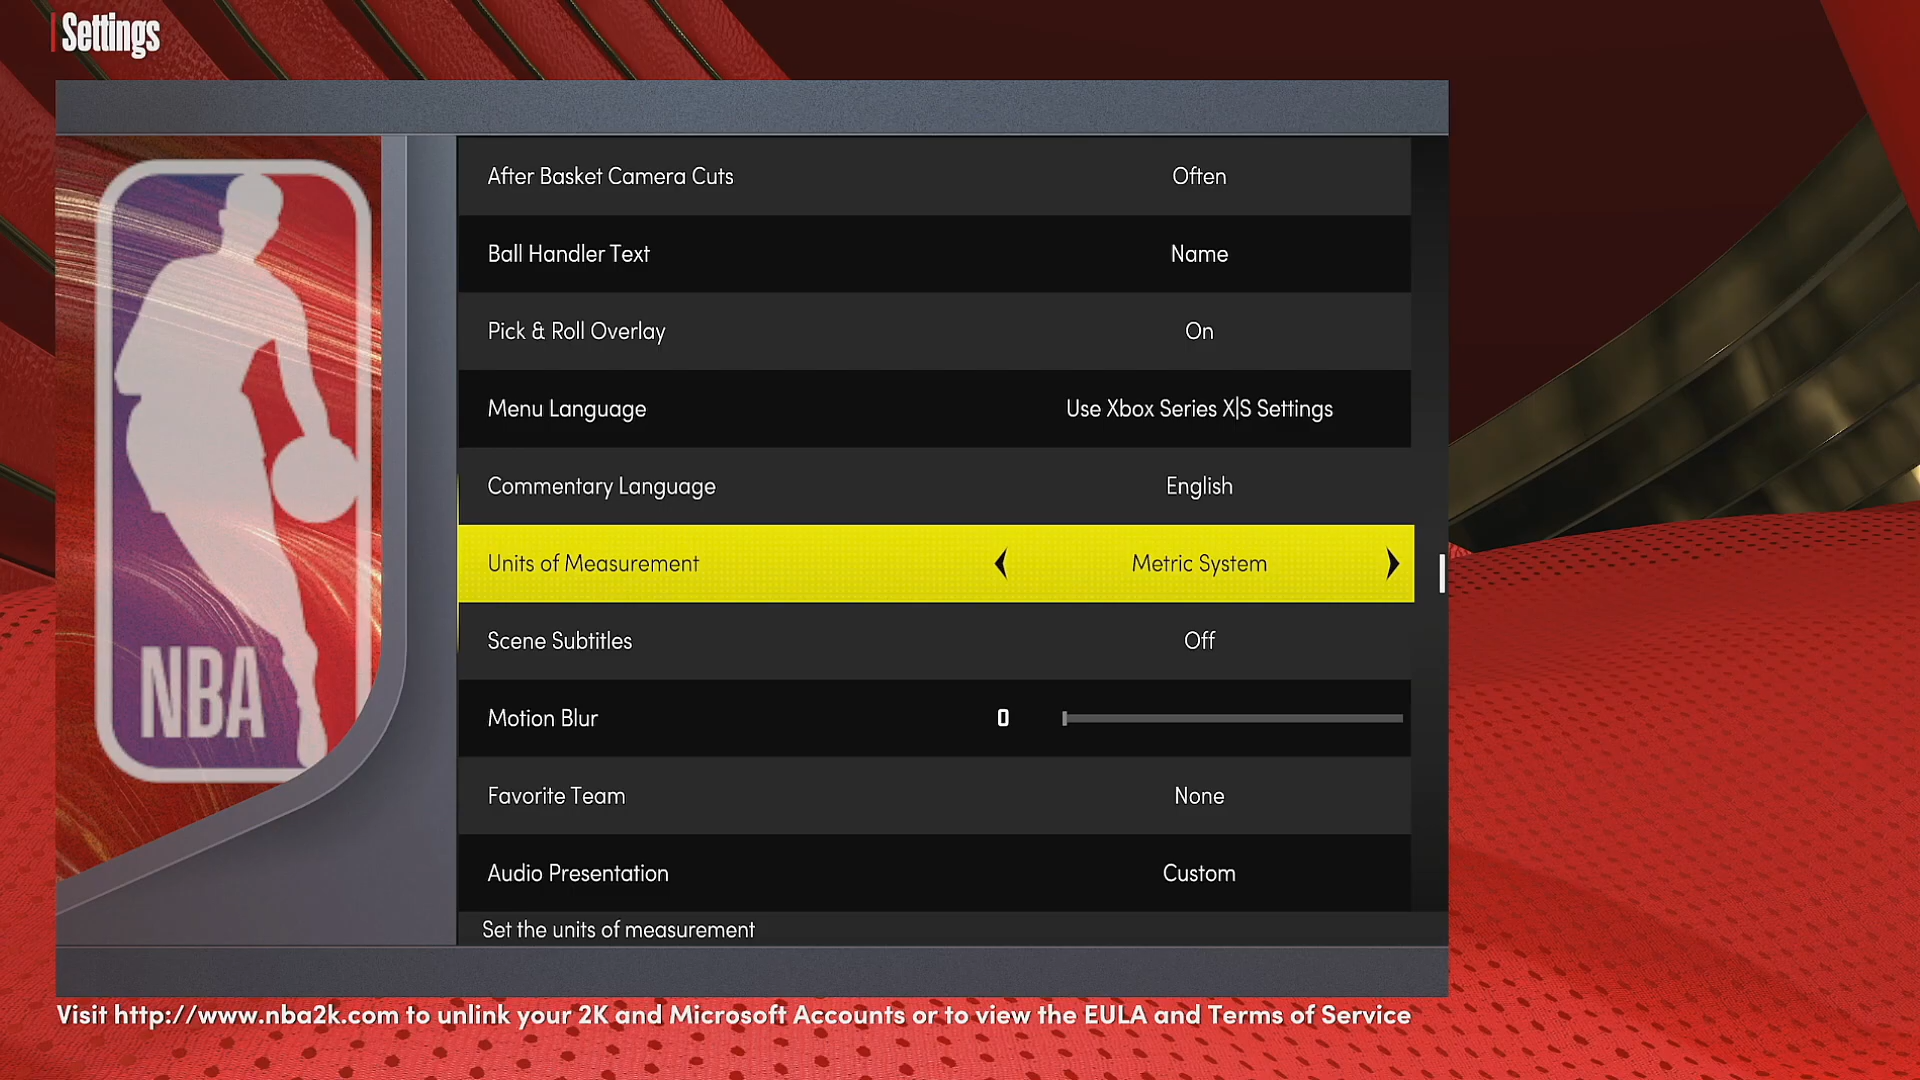 Settings
After Basket Camera Cuts Often
Ball Handler Text Name
Pick & Roll Overlay On
Menu Language Use Xbox Series X|S Settings
Commentary Language English
Units of Measurement Metric System
Scene Subtitles Off
Motion Blur 0
Favorite Team None
Audio Presentation Custom
Set the units of measurement
NBA
Visit http://www.nba2k.com to unlink your 2K and Microsoft Accounts or to view the EULA and Terms of Service